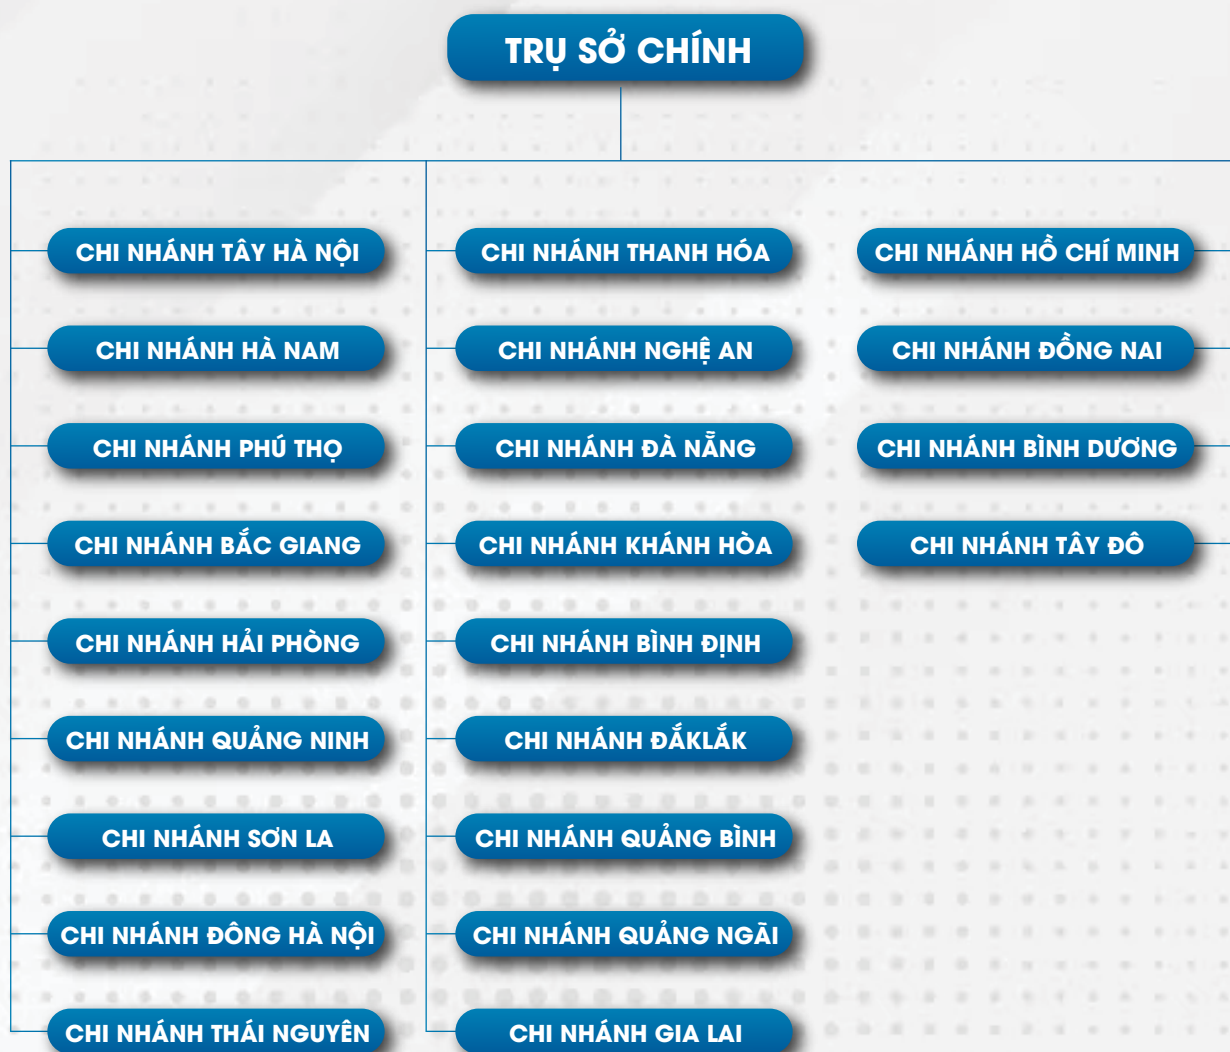 TRỤ SỞ CHÍNH
CHI NHÁNH TÂY HÀ NỘI
CHI NHÁNH HÀ NAM
CHI NHÁNH PHÚ THỌ
CHI NHÁNH BẮC GIANG
CHI NHÁNH HẢI PHÒNG
CHI NHÁNH QUẢNG NINH
CHI NHÁNH SƠN LA
CHI NHÁNH ĐÔNG HÀ NỘI
CHI NHÁNH THÁI NGUYÊN
CHI NHÁNH THANH HÓA
CHI NHÁNH NGHỆ AN
CHI NHÁNH ĐÀ NẴNG
CHI NHÁNH KHÁNH HÒA
CHI NHÁNH BÌNH ĐỊNH
CHI NHÁNH ĐẮKLẮK
CHI NHÁNH QUẢNG BÌNH
CHI NHÁNH QUẢNG NGÃI
CHI NHÁNH GIA LAI
CHI NHÁNH HỒ CHÍ MINH
CHI NHÁNH ĐỒNG NAI
CHI NHÁNH BÌNH DƯƠNG
CHI NHÁNH TÂY ĐÔ